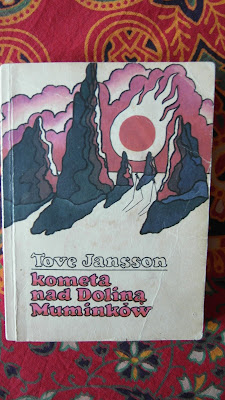 Tove Jansson
kometa
nad Doliną
Muminków